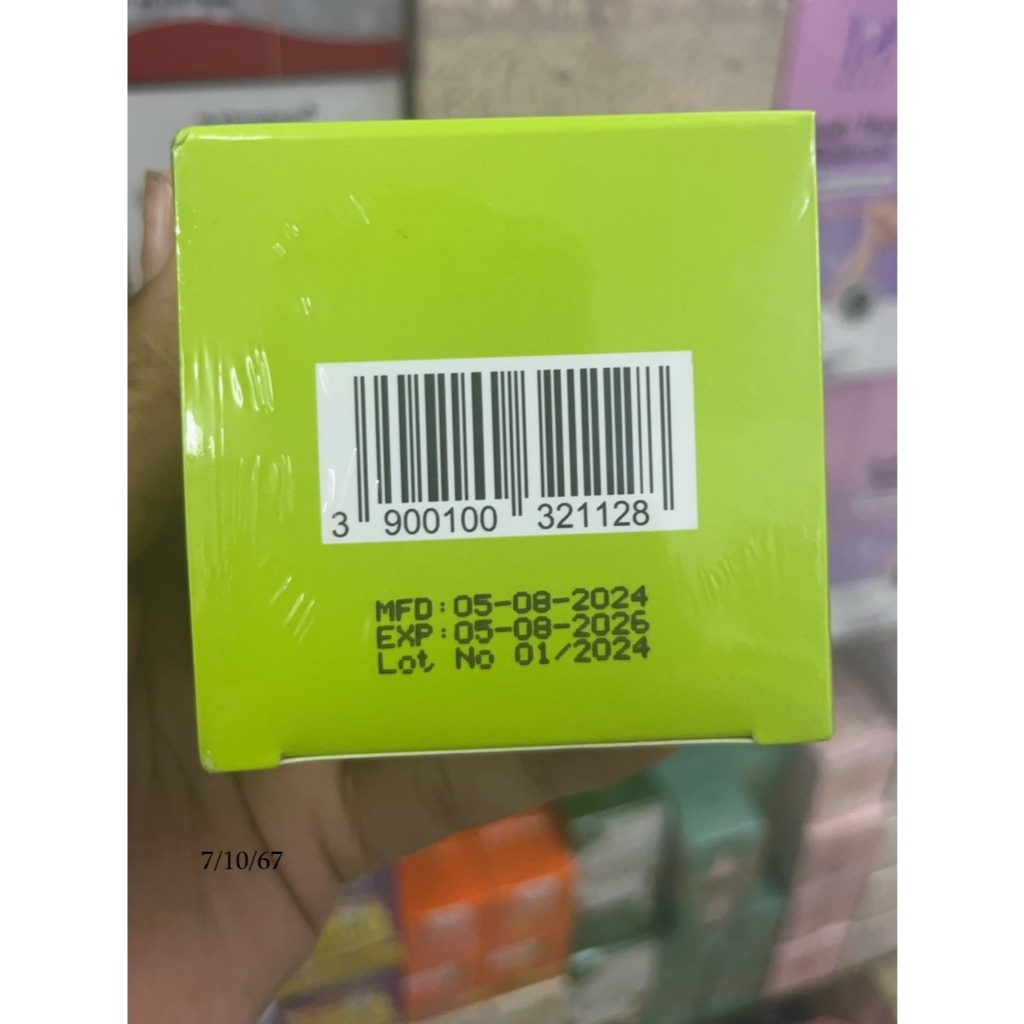 3 900100 321128
MFD:05-08-2024
EXP:05-08-2026
Lot. No 01/2024
7/10/67